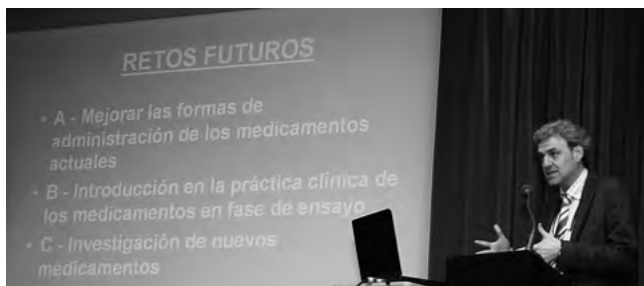 RETOS FUTUROS
• A - Mejorar las formas de
administración de los medicamentos
actuales
• B - Introducción en la práctica clínica de
los medicamentos en fase de ensayo
• C - Investigación de nuevos
medicamentos